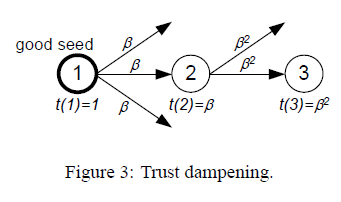 good seed
β
β
β
β²
β²
1
2
3
t(1)=1
t(2)=β
t(3)=β²
Figure 3: Trust dampening.